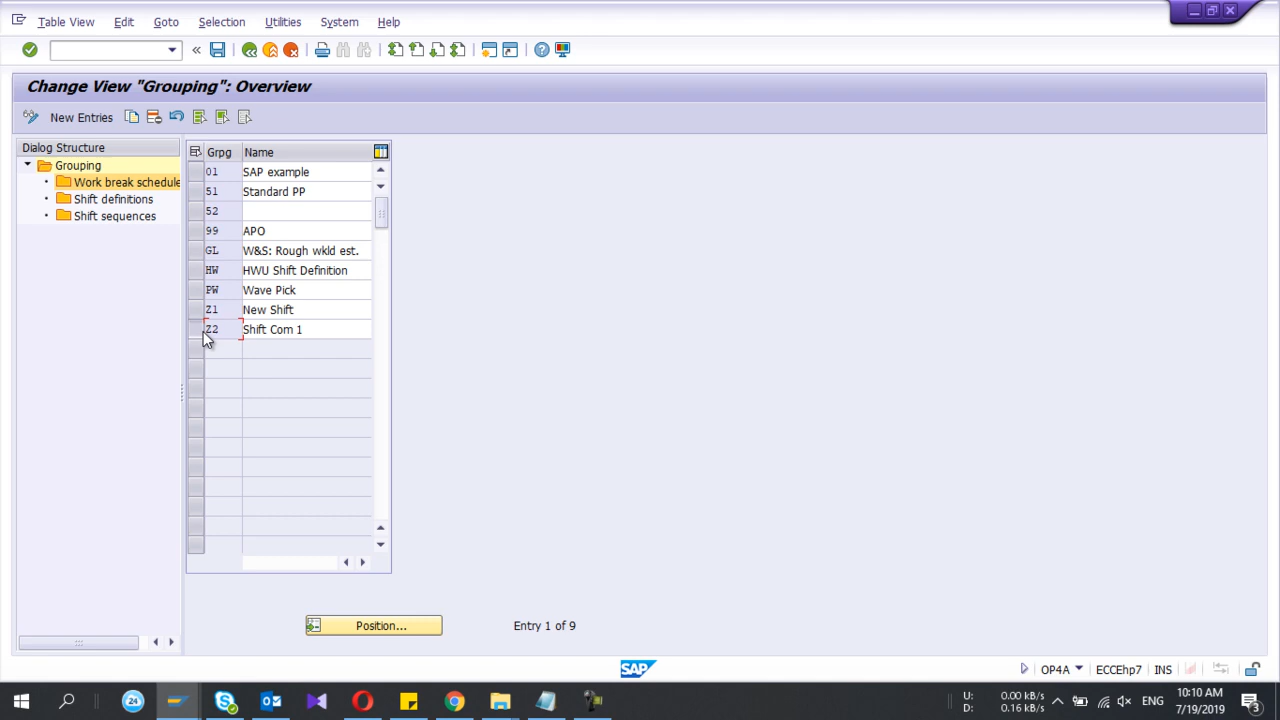 Table View Edit Goto Selection Utilities System Help
Change View "Grouping": Overview
New Entries
Dialog Structure
Grouping
Work break schedule
Shift definitions
Shift sequences
Grpg Name
01 SAP example
51 Standard PP
52
99 APO
GL W&S: Rough wkld est.
HW HWU Shift Definition
PW Wave Pick
Z1 New Shift
Z2 Shift Com 1
Position... Entry 1 of 9
SAP
OP4A ECCEhp7 INS
24
U: 0.00 kB/s
D: 0.16 kB/s
ENG
10:10 AM
7/19/2019
3